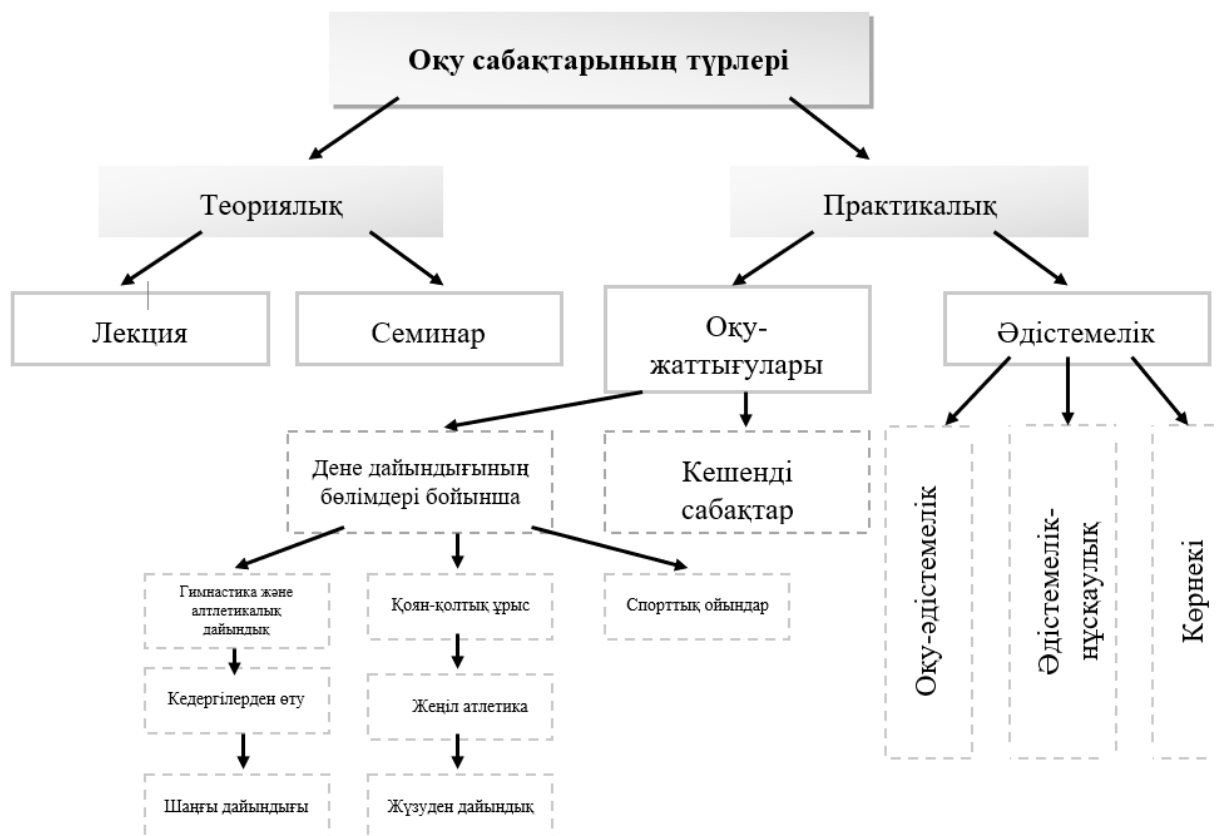 Оқу сабақтарының түрлері
Теориялық
Практикалық
Лекция
Семинар
Оқу-
жаттығулары
Әдістемелік
Дене дайындығының
бөлімдері бойынша
Кешенді
сабақтар
Оқу-әдістемелік
Әдістемелік-
нұсқаулық
Көрнекі
Гимнастика және
алтлетикалық
дайындық
Қоян-қолтық ұрыс
Спорттық ойындар
Кедергілерден өту
Жеңіл атлетика
Шаңғы дайындығы
Жүзуден дайындық